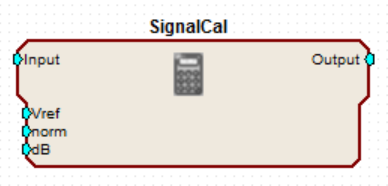 SignalCal
Input
Output
Vref
norm
dB